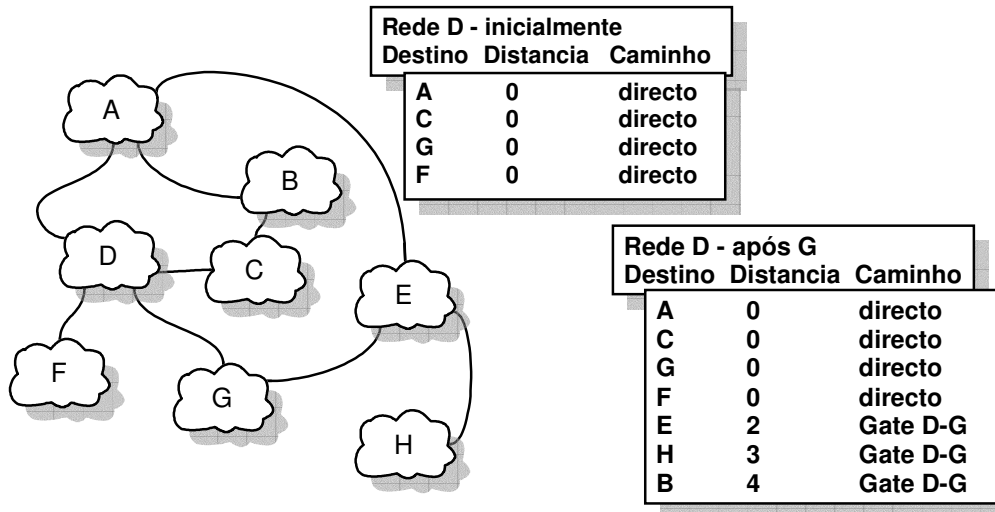 Rede D - inicialmente
Destino Distancia Caminho
A 0 directo
C 0 directo
G 0 directo
F 0 directo
A
B
D
C
E
F
G
H
Rede D - após G
Destino Distancia Caminho
A 0 directo
C 0 directo
G 0 directo
F 0 directo
E 2 Gate D-G
H 3 Gate D-G
B 4 Gate D-G